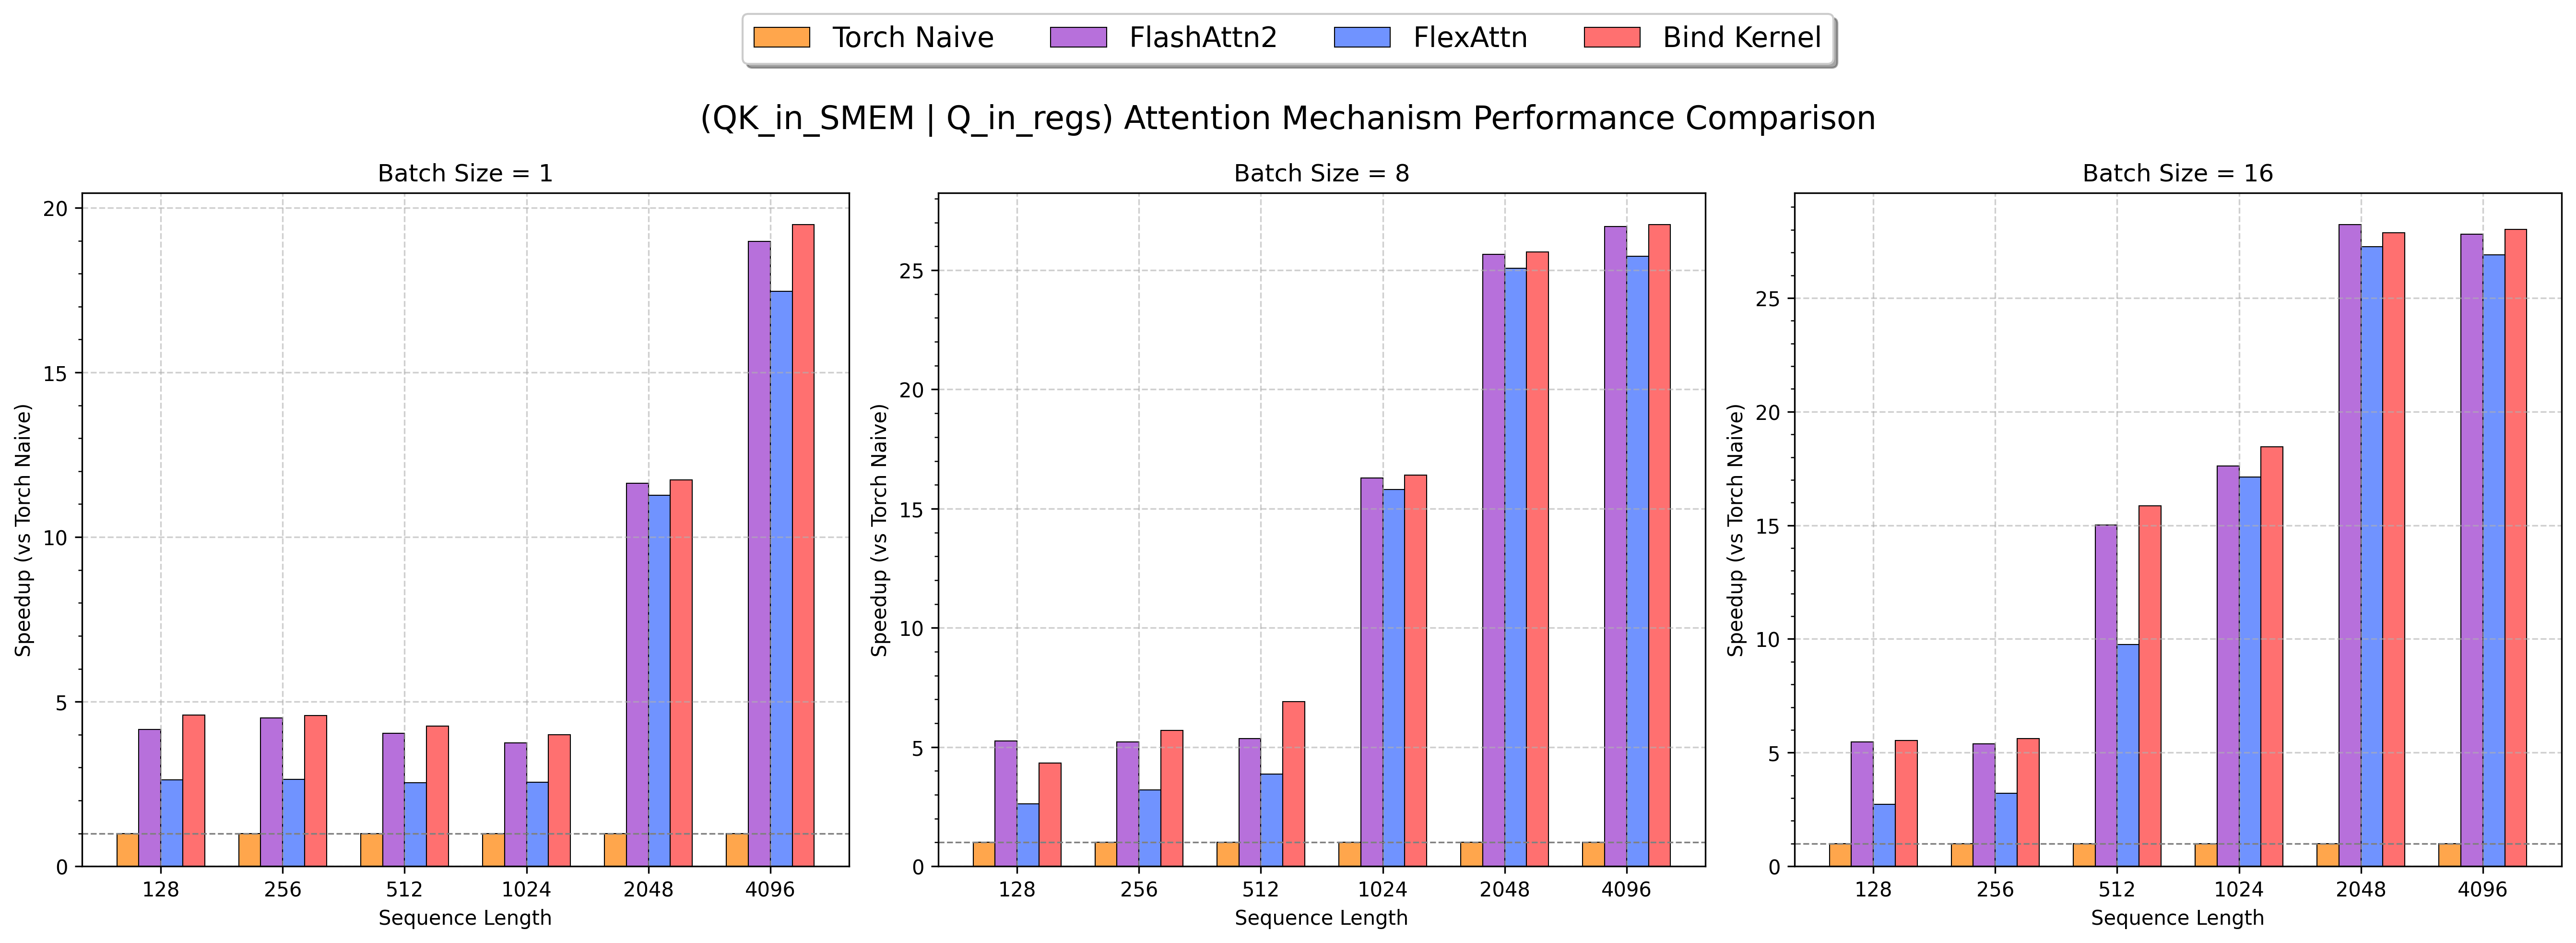 Torch Naive FlashAttn2 FlexAttn Bind Kernel
(QK_in_SMEM | Q_in_regs) Attention Mechanism Performance Comparison
Batch Size = 1
20
15
10
5
0
Speedup (vs Torch Naive)
128 256 512 1024 2048 4096
Sequence Length
Batch Size = 8
25
20
15
10
5
0
Speedup (vs Torch Naive)
128 256 512 1024 2048 4096
Sequence Length
Batch Size = 16
25
20
15
10
5
0
Speedup (vs Torch Naive)
128 256 512 1024 2048 4096
Sequence Length